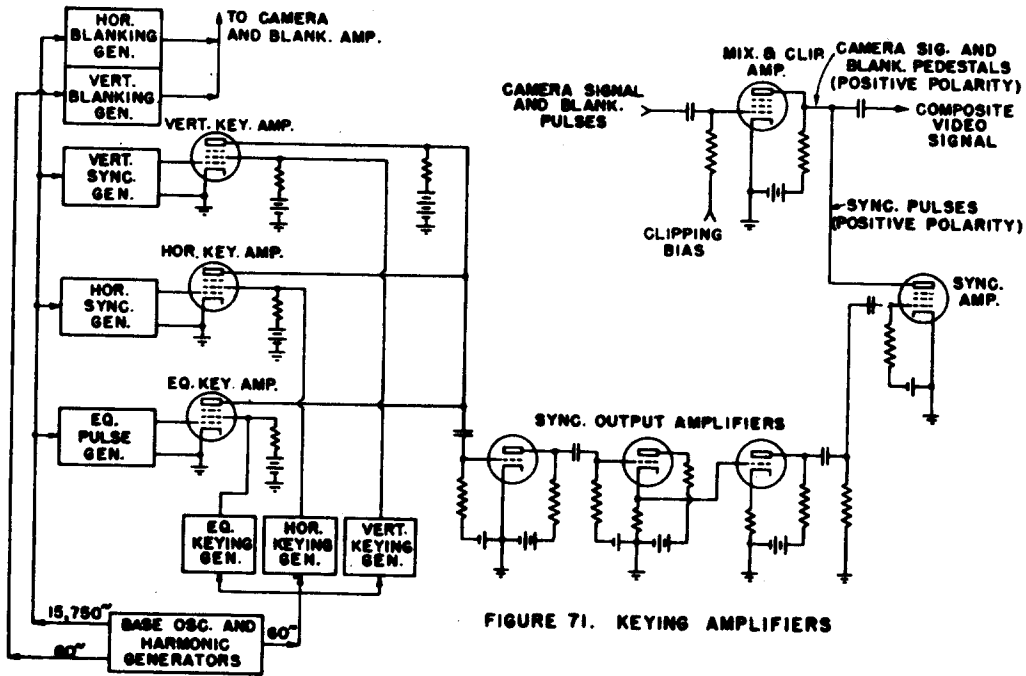 HOR.
BLANKING
GEN.
VERT.
BLANKING
GEN.
TO CAMERA
AND BLANK. AMP.
VERT. KEY. AMP.
VERT.
SYNC.
GEN.
HOR. KEY. AMP.
HOR.
SYNC.
GEN.
EQ. KEY. AMP.
EQ.
PULSE
GEN.
EQ.
KEYING
GEN.
HOR.
KEYING
GEN.
VERT.
KEYING
GEN.
15,750~
60~
BASE OSC. AND
HARMONIC
GENERATORS
60~
CAMERA SIGNAL
AND BLANK.
PULSES
MIX. & CLIP.
AMP.
CAMERA SIG. AND
BLANK. PEDESTALS
(POSITIVE POLARITY)
COMPOSITE
VIDEO
SIGNAL
CLIPPING
BIAS
SYNC. PULSES
(POSITIVE POLARITY)
SYNC.
AMP.
SYNC. OUTPUT AMPLIFIERS
FIGURE 71. KEYING AMPLIFIERS